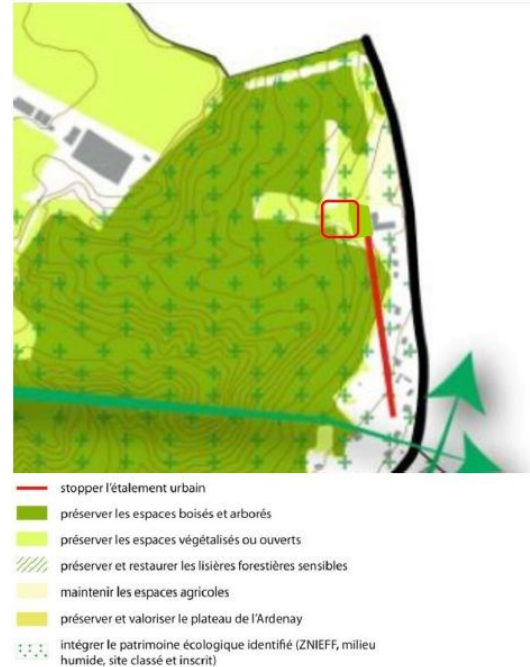 stopper l'étalement urbain
préserver les espaces boisés et arborés
préserver les espaces végétalisés ou ouverts
préserver et restaurer les lisières forestières sensibles
maintenir les espaces agricoles
préserver et valoriser le plateau de l'Ardenay
intégrer le patrimoine écologique identifié (ZNIEFF, milieu
humide, site classé et inscrit)